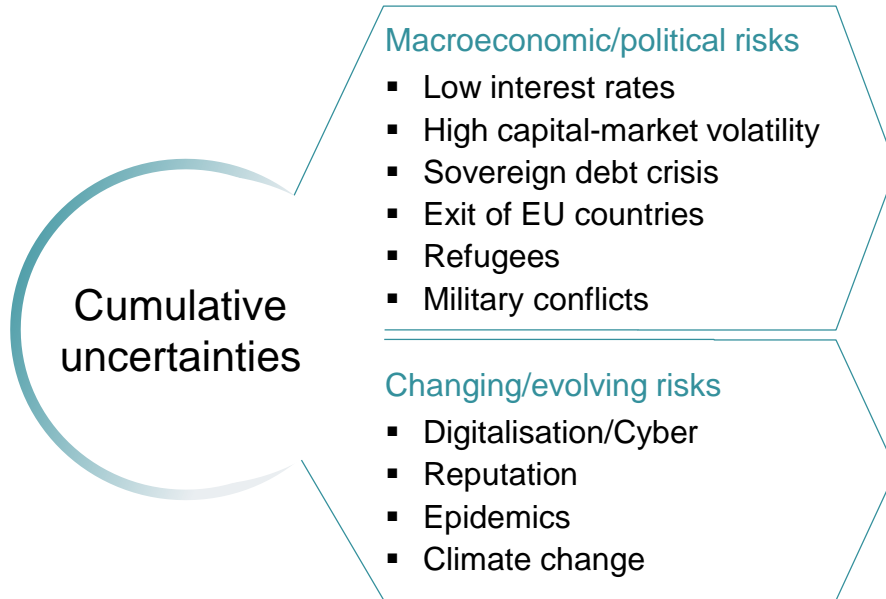 Macroeconomic/political risks
▪ Low interest rates
▪ High capital-market volatility
▪ Sovereign debt crisis
▪ Exit of EU countries
▪ Refugees
▪ Military conflicts
Cumulative
uncertainties
Changing/evolving risks
▪ Digitalisation/Cyber
▪ Reputation
▪ Epidemics
▪ Climate change